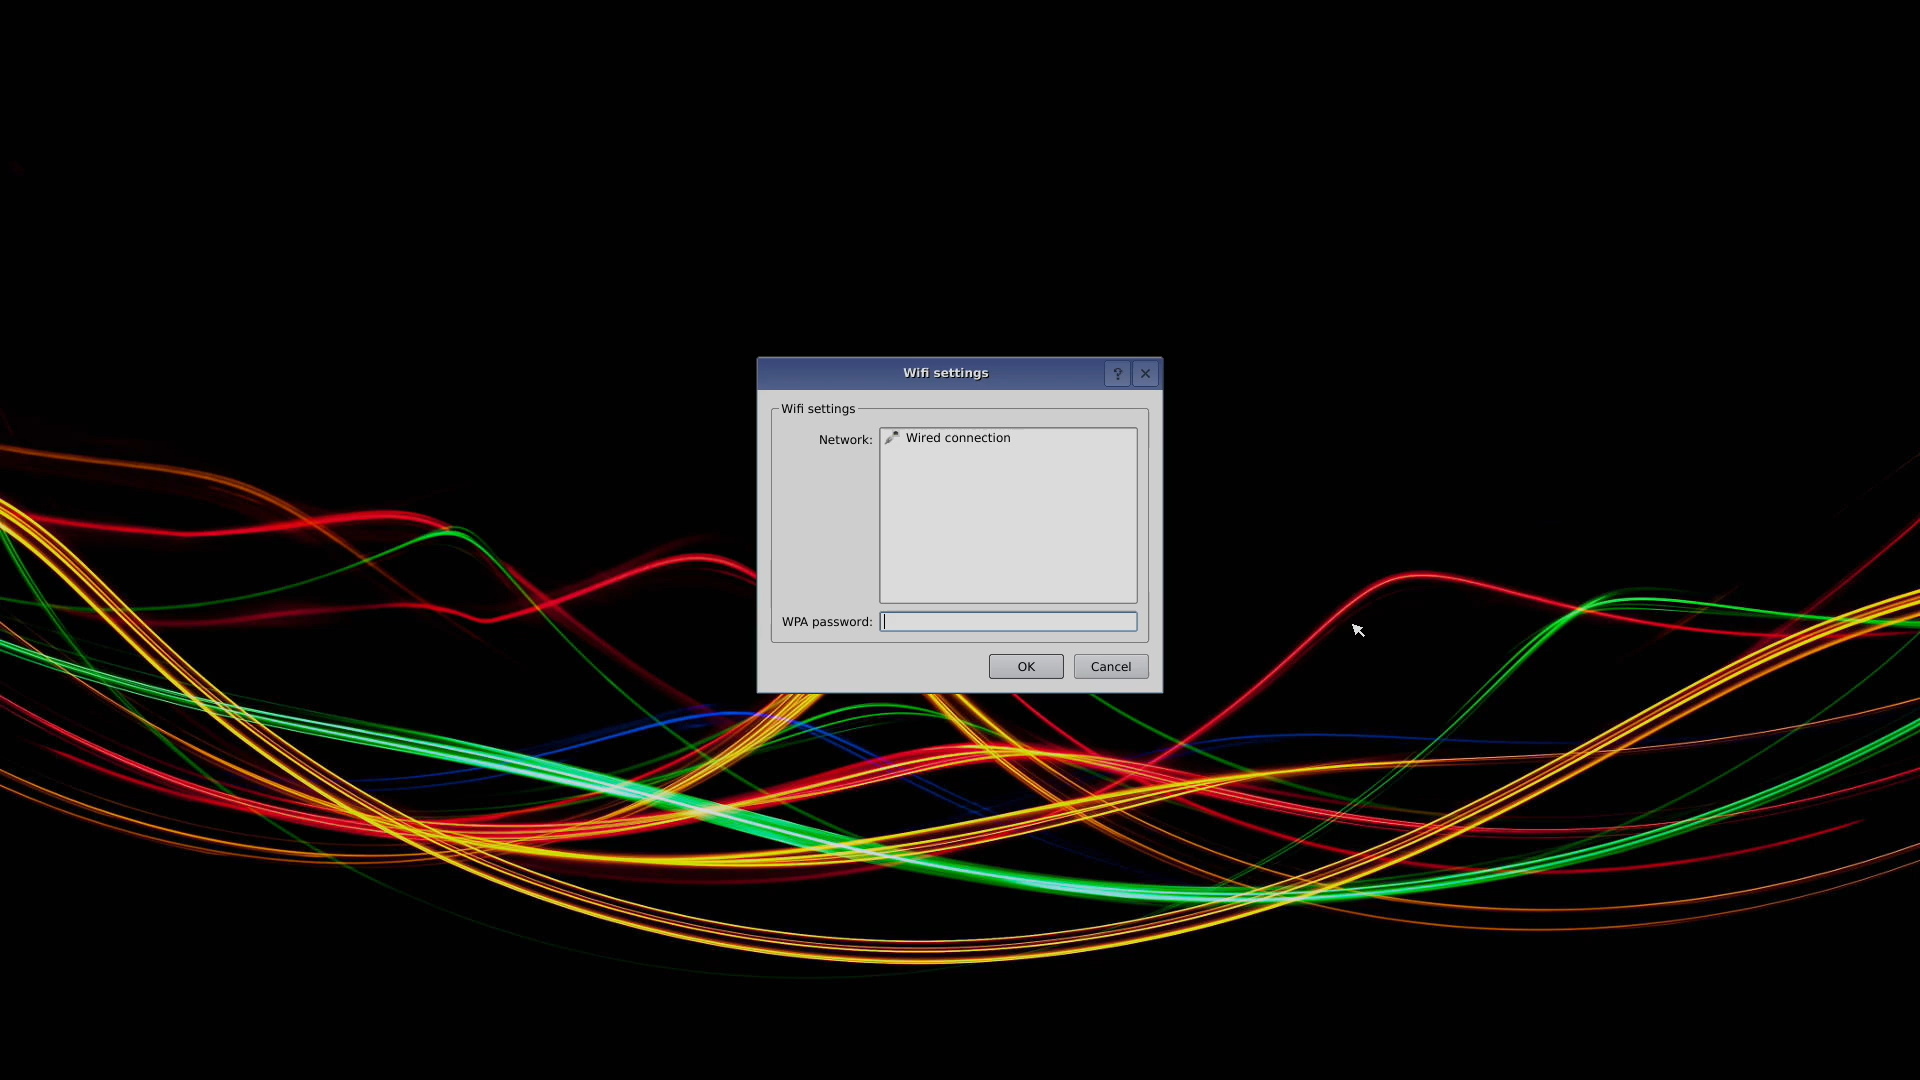 Wifi settings
?
Wifi settings
Network:
Wired connection
WPA password:
OK
Cancel